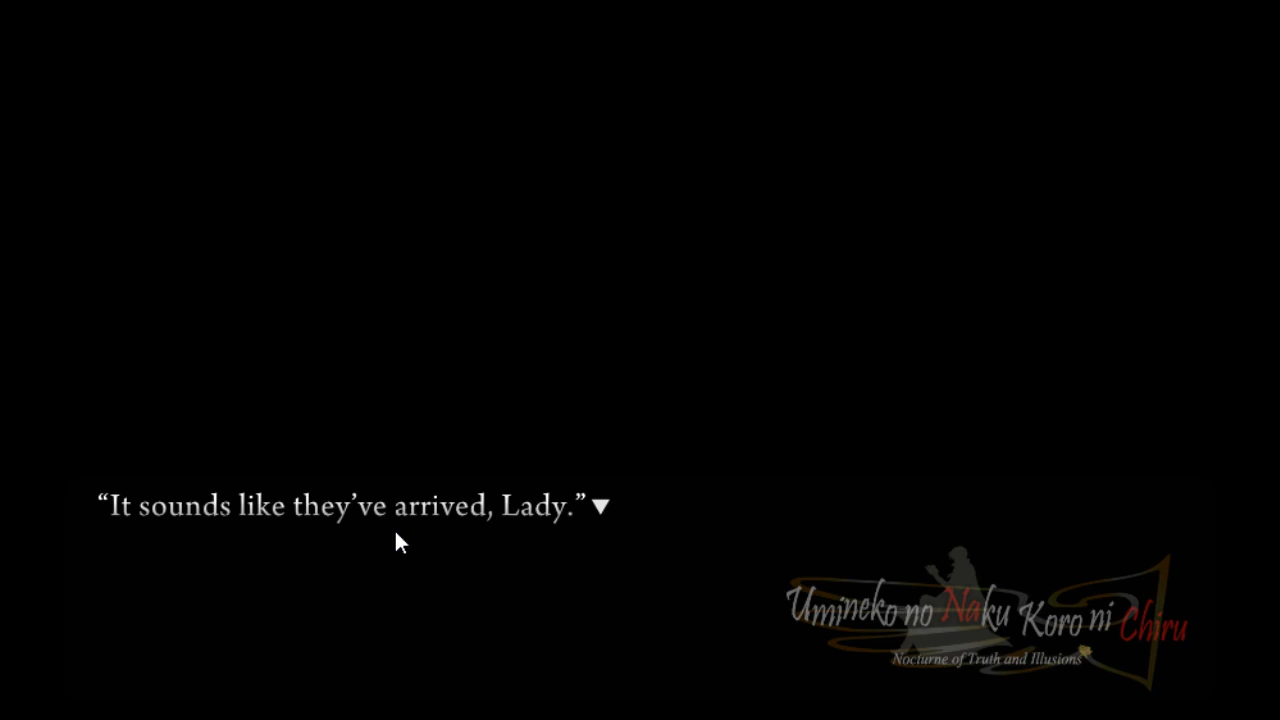 “It sounds like they’ve arrived, Lady.”▼
Umineko no Naku Koro ni Chiru
Nocturne of Truth and Illusions